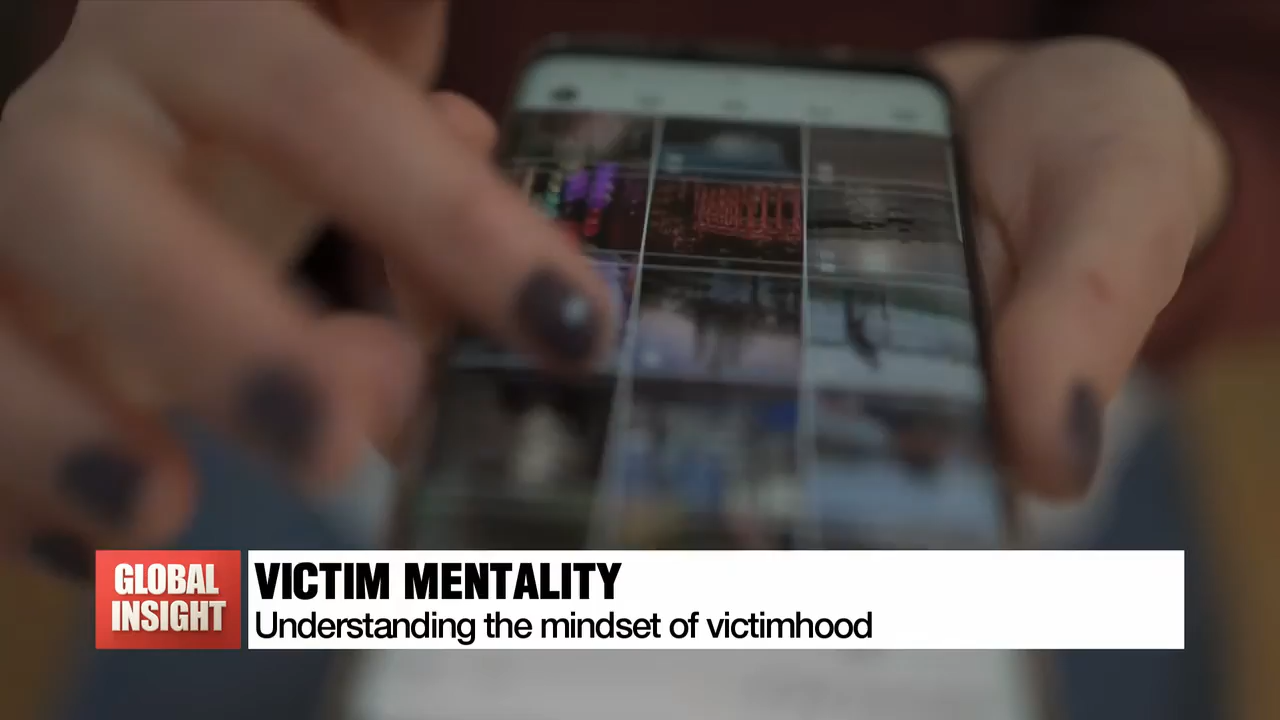 GLOBAL
INSIGHT
VICTIM MENTALITY
Understanding the mindset of victimhood